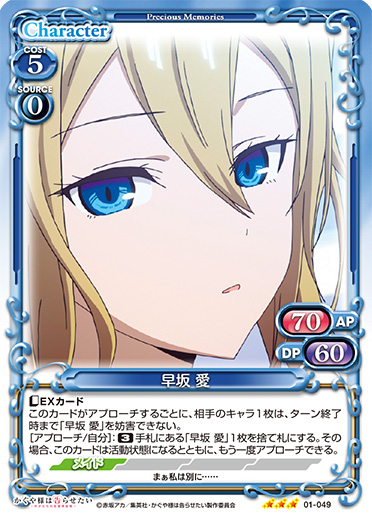 Precious Memories
Character
COST
5
SOURCE
0
70 AP
DP 60
早坂 愛
EXカード
このカードがアプローチするごとに、相手のキャラ1枚は、ターン終了
時まで「早坂 愛」を妨害できない。
[アプローチ/自分]:3手札にある「早坂 愛」1枚を捨て札にする。その
場合、このカードは活動状態になるとともに、もう一度アプローチできる。
メイド
まぁ私は別に……
かぐや様は告らせたい
©赤坂アカ/集英社・かぐや様は告らせたい製作委員会
★★★ 01-049